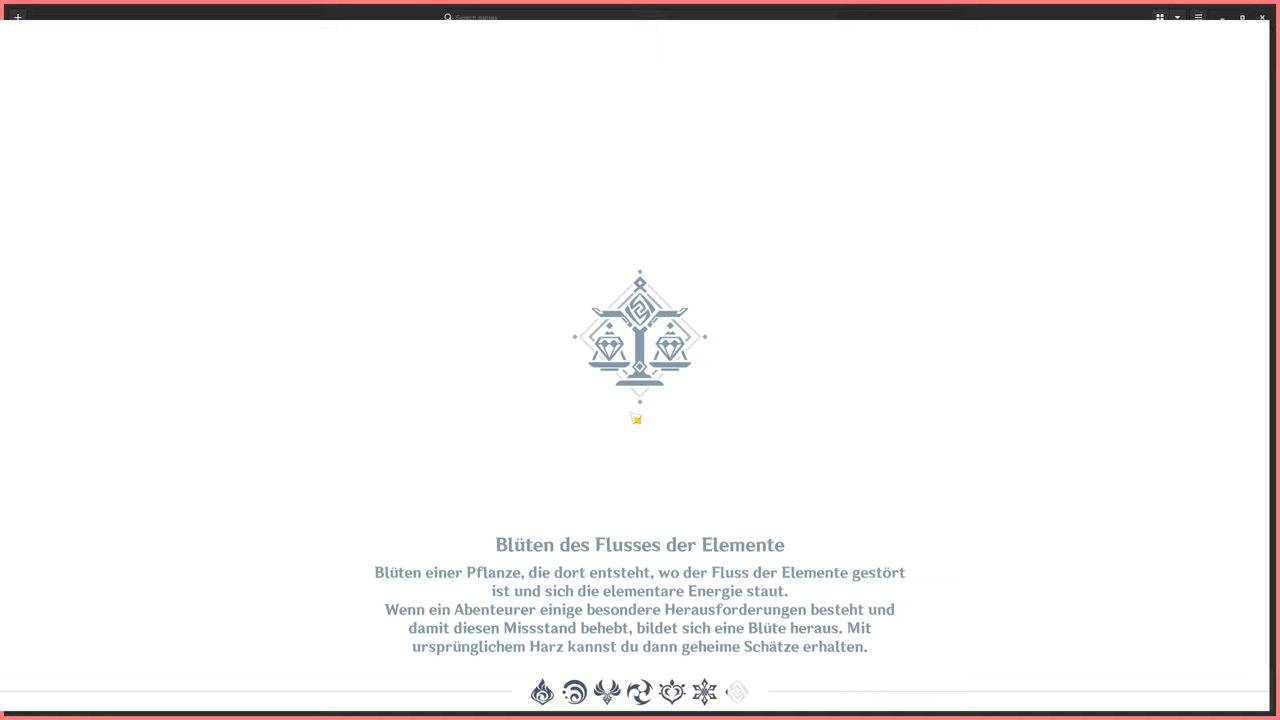 Search games
Blüten des Flusses der Elemente
Blüten einer Pflanze, die dort entsteht, wo der Fluss der Elemente gestört
ist und sich die elementare Energie staut.
Wenn ein Abenteurer einige besondere Herausforderungen besteht und
damit diesen Missstand behebt, bildet sich eine Blüte heraus. Mit
ursprünglichem Harz kannst du dann geheime Schätze erhalten.